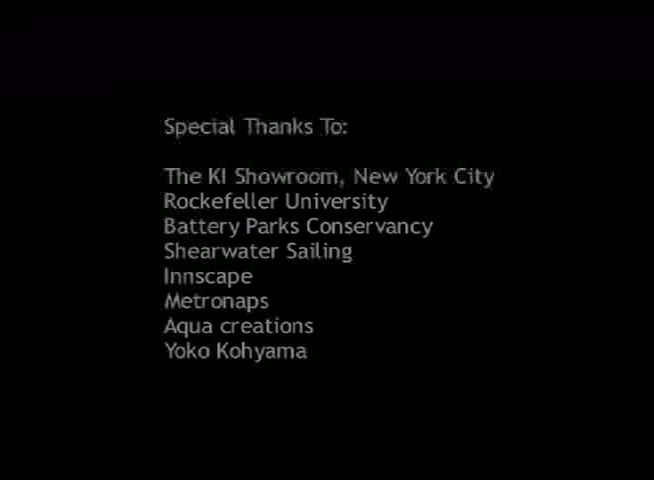 Special Thanks To:
The KI Showroom, New York City
Rockefeller University
Battery Parks Conservancy
Shearwater Sailing
Innscape
Metronaps
Aqua creations
Yoko Kohyama